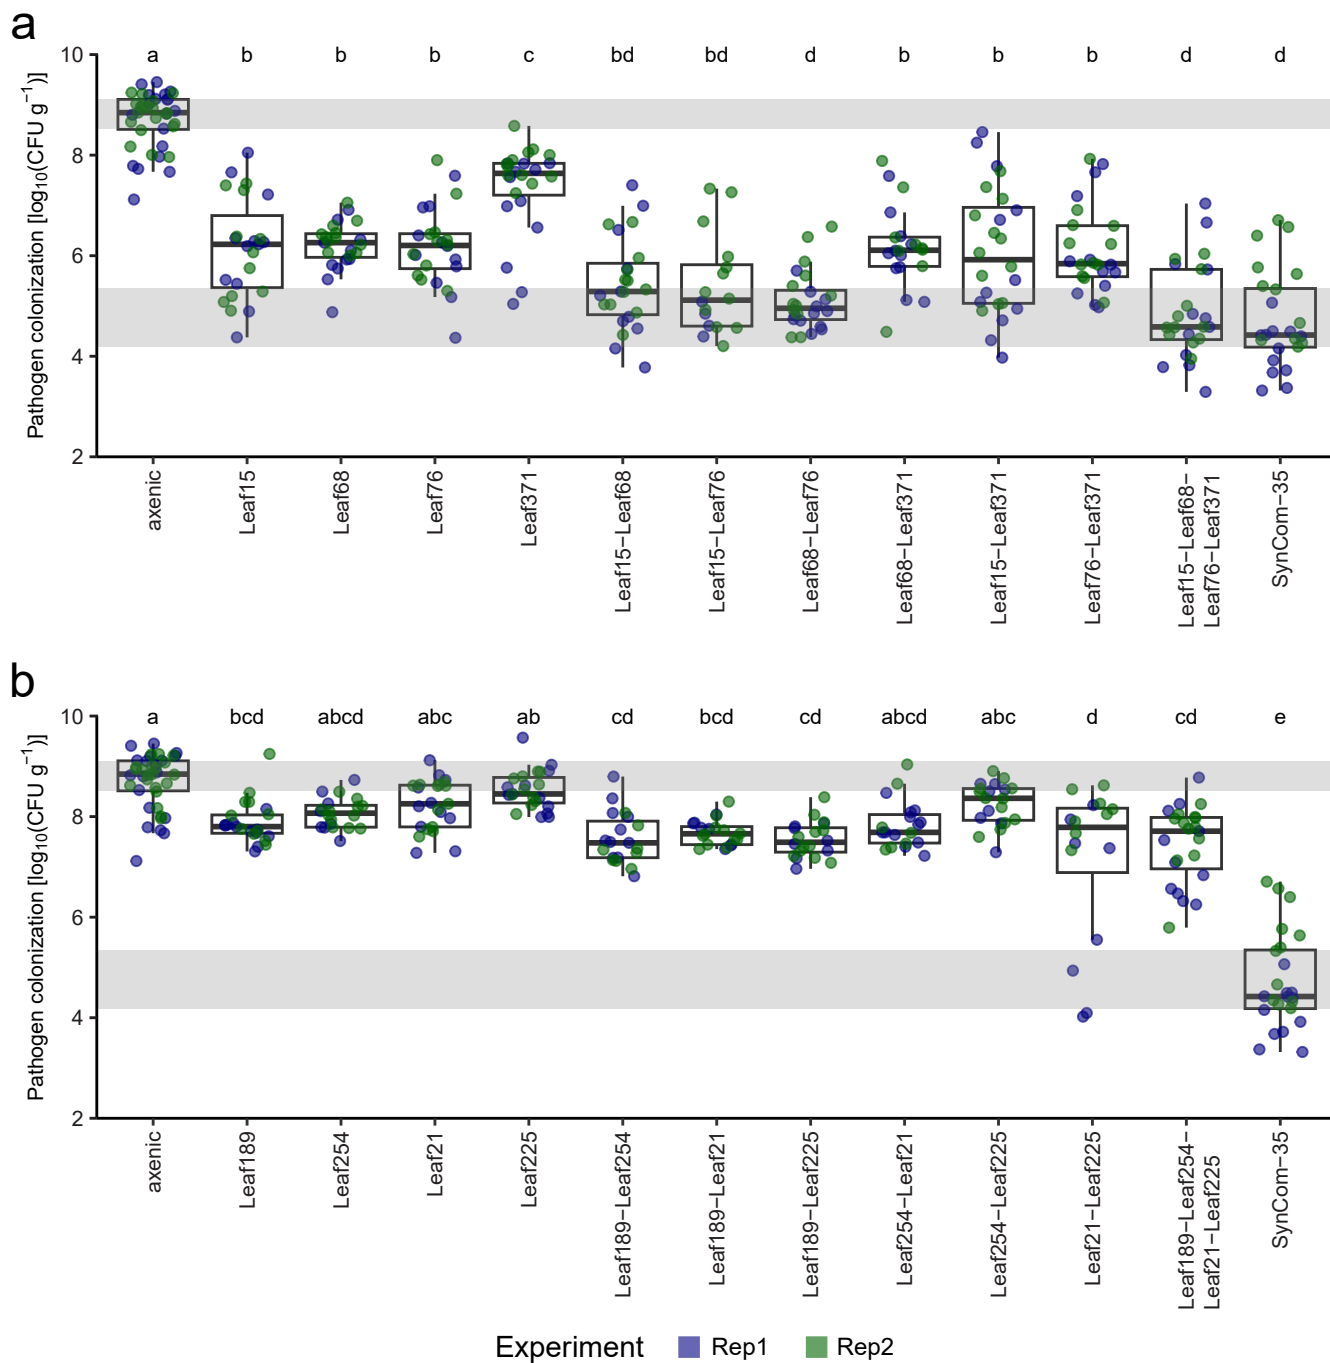 a
Pathogen colonization [log10(CFU g−1)]
10
8
6
4
2
a b b b c bd bd d b b b d d
axenic
Leaf15
Leaf68
Leaf76
Leaf371
Leaf15−Leaf68
Leaf15−Leaf76
Leaf68−Leaf76
Leaf68−Leaf371
Leaf15−Leaf371
Leaf76−Leaf371
Leaf15−Leaf68−
Leaf76−Leaf371
SynCom−35
b
Pathogen colonization [log10(CFU g−1)]
10
8
6
4
2
a bcd abcd abc ab cd bcd cd abcd abc d cd e
axenic
Leaf189
Leaf254
Leaf21
Leaf225
Leaf189−Leaf254
Leaf189−Leaf21
Leaf189−Leaf225
Leaf254−Leaf21
Leaf254−Leaf225
Leaf21−Leaf225
Leaf189−Leaf254−
Leaf21−Leaf225
SynCom−35
Experiment Rep1 Rep2